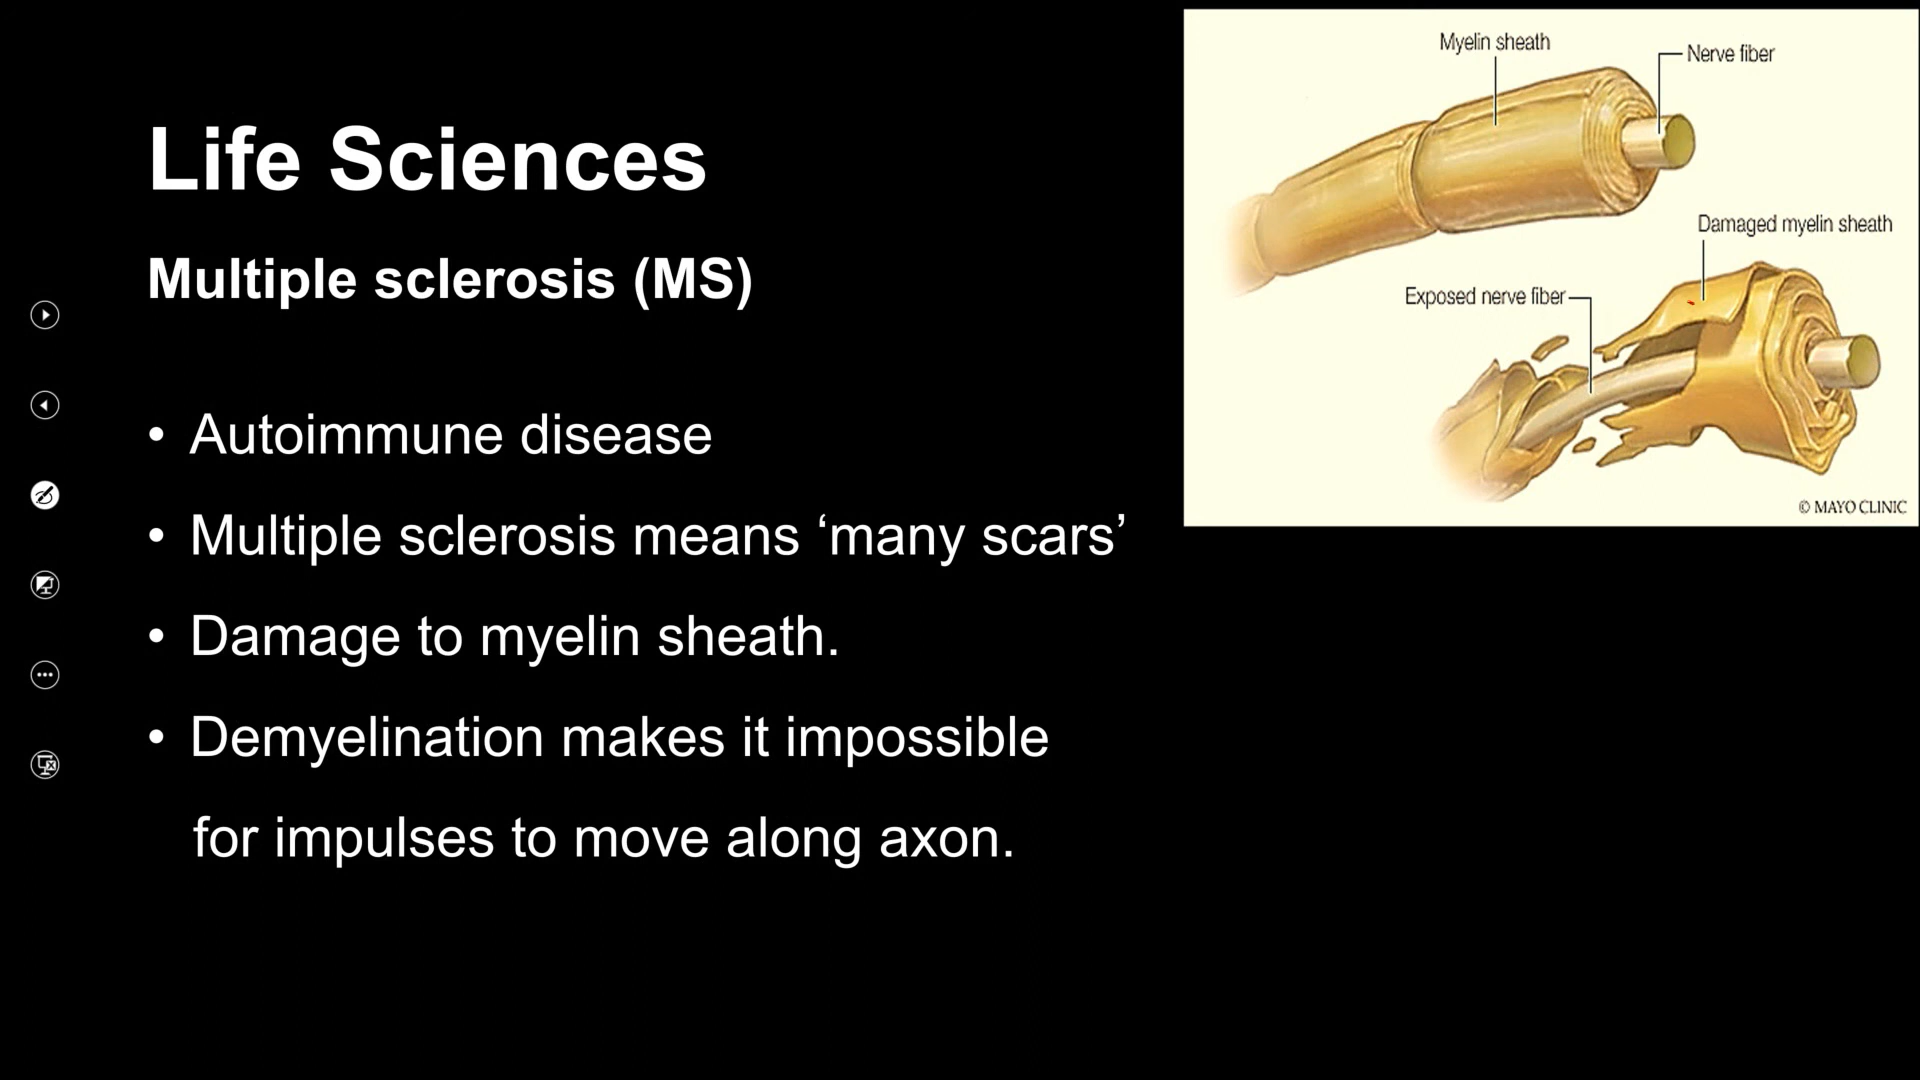 Life Sciences
Multiple sclerosis (MS)
• Autoimmune disease
• Multiple sclerosis means ‘many scars’
• Damage to myelin sheath.
• Demyelination makes it impossible
for impulses to move along axon.
Myelin sheath
Nerve fiber
Damaged myelin sheath
Exposed nerve fiber
© MAYO CLINIC